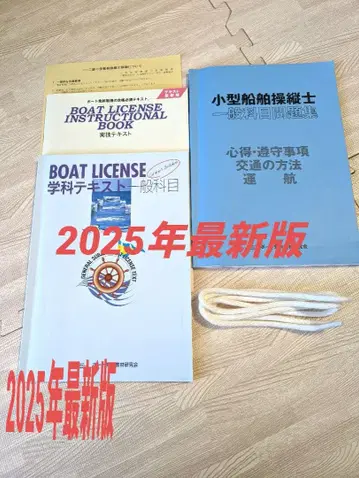 BOAT LICENSE
INSTRUCTIONAL
BOOK
実技テキスト
BOAT LICENSE
学科テキスト一般科目
小型船舶操縦士
一般科目問題集
心得・遵守事項
交通の方法
運航
2025年最新版
2025年最新版